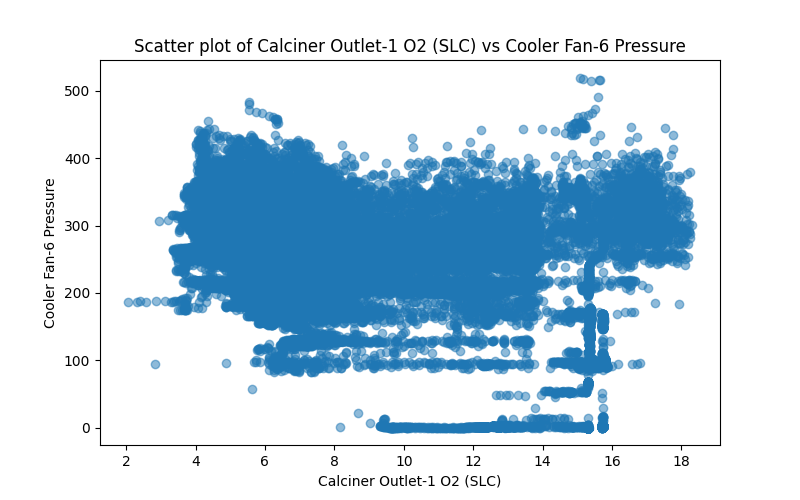 Scatter plot of Calciner Outlet-1 O2 (SLC) vs Cooler Fan-6 Pressure
Cooler Fan-6 Pressure
500
400
300
200
100
0
2 4 6 8 10 12 14 16 18
Calciner Outlet-1 O2 (SLC)